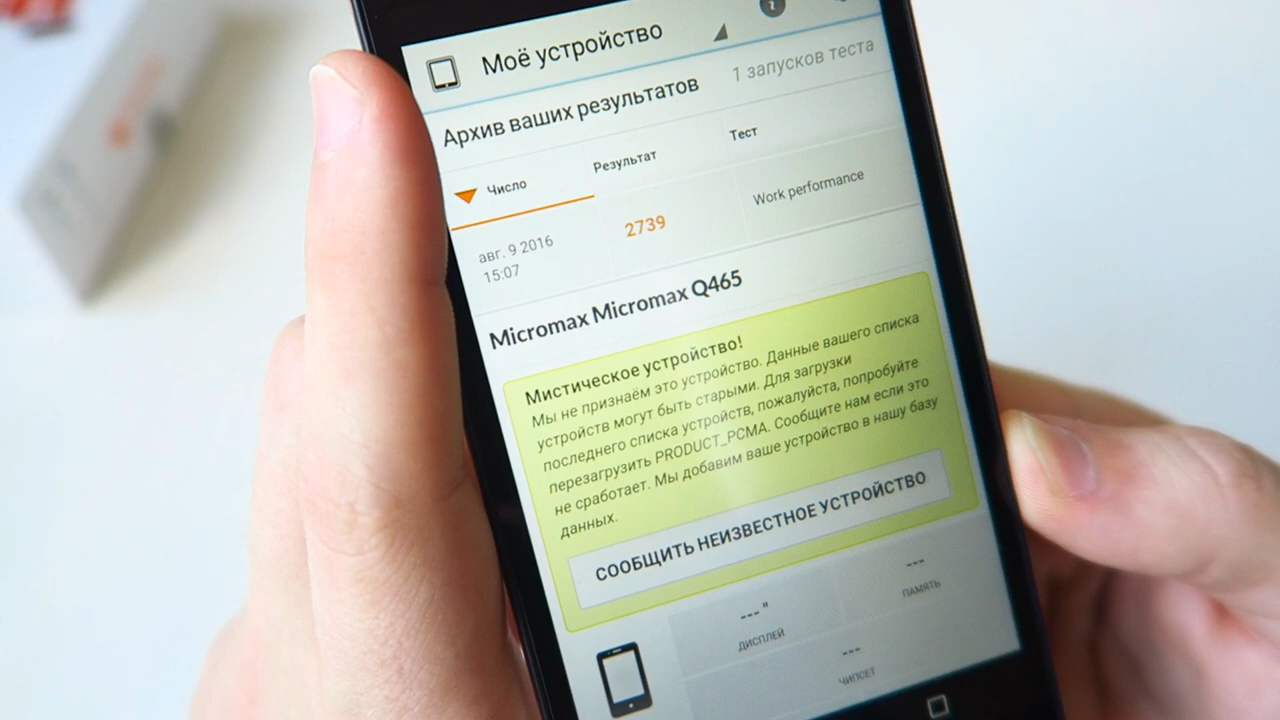 Моё устройство
Архив ваших результатов 1 запусков теста
Число Результат Тест
авг. 9 2016
15:07
2739
Work performance
Micromax Micromax Q465
Мистическое устройство!
Мы не признаём это устройство. Данные вашего списка
устройств могут быть старыми. Для загрузки
последнего списка устройств, пожалуйста, попробуйте
перезагрузить PRODUCT_PCMA. Сообщите нам если это
не сработает. Мы добавим ваше устройство в нашу базу
данных.
СООБЩИТЬ НЕИЗВЕСТНОЕ УСТРОЙСТВО
---"
ДИСПЛЕЙ
---
ПАМЯТЬ
---
ЧИПСЕТ